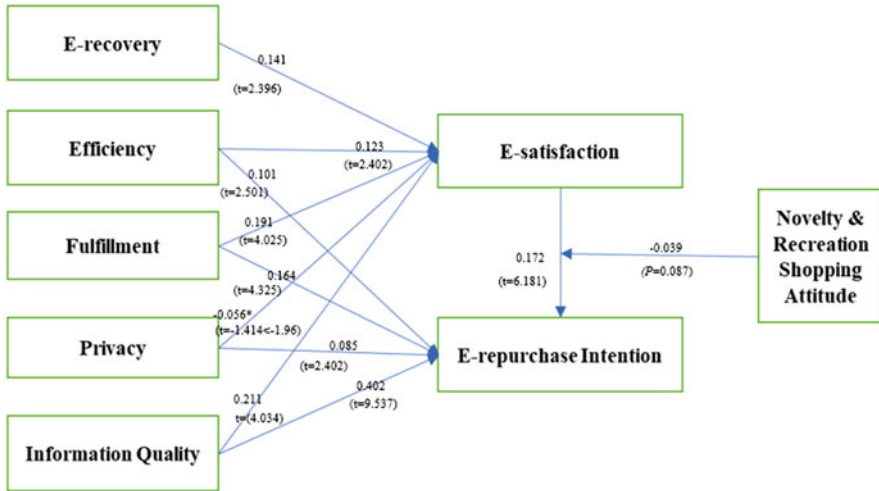 E-recovery
0.141
(t=2.396)
Efficiency
0.123
(t=2.402)
E-satisfaction
0.101
(t=2.501)
Fulfillment
0.191
(t=4.025)
0.164
(t=4.325)
0.172
(t=6.181)
-0.039
(P=0.087)
Novelty &
Recreation
Shopping
Attitude
Privacy
-0.056*
(t=-1.414<-1.96)
0.085
(t=2.402)
E-repurchase Intention
0.211
t=(4.034)
0.402
(t=9.537)
Information Quality